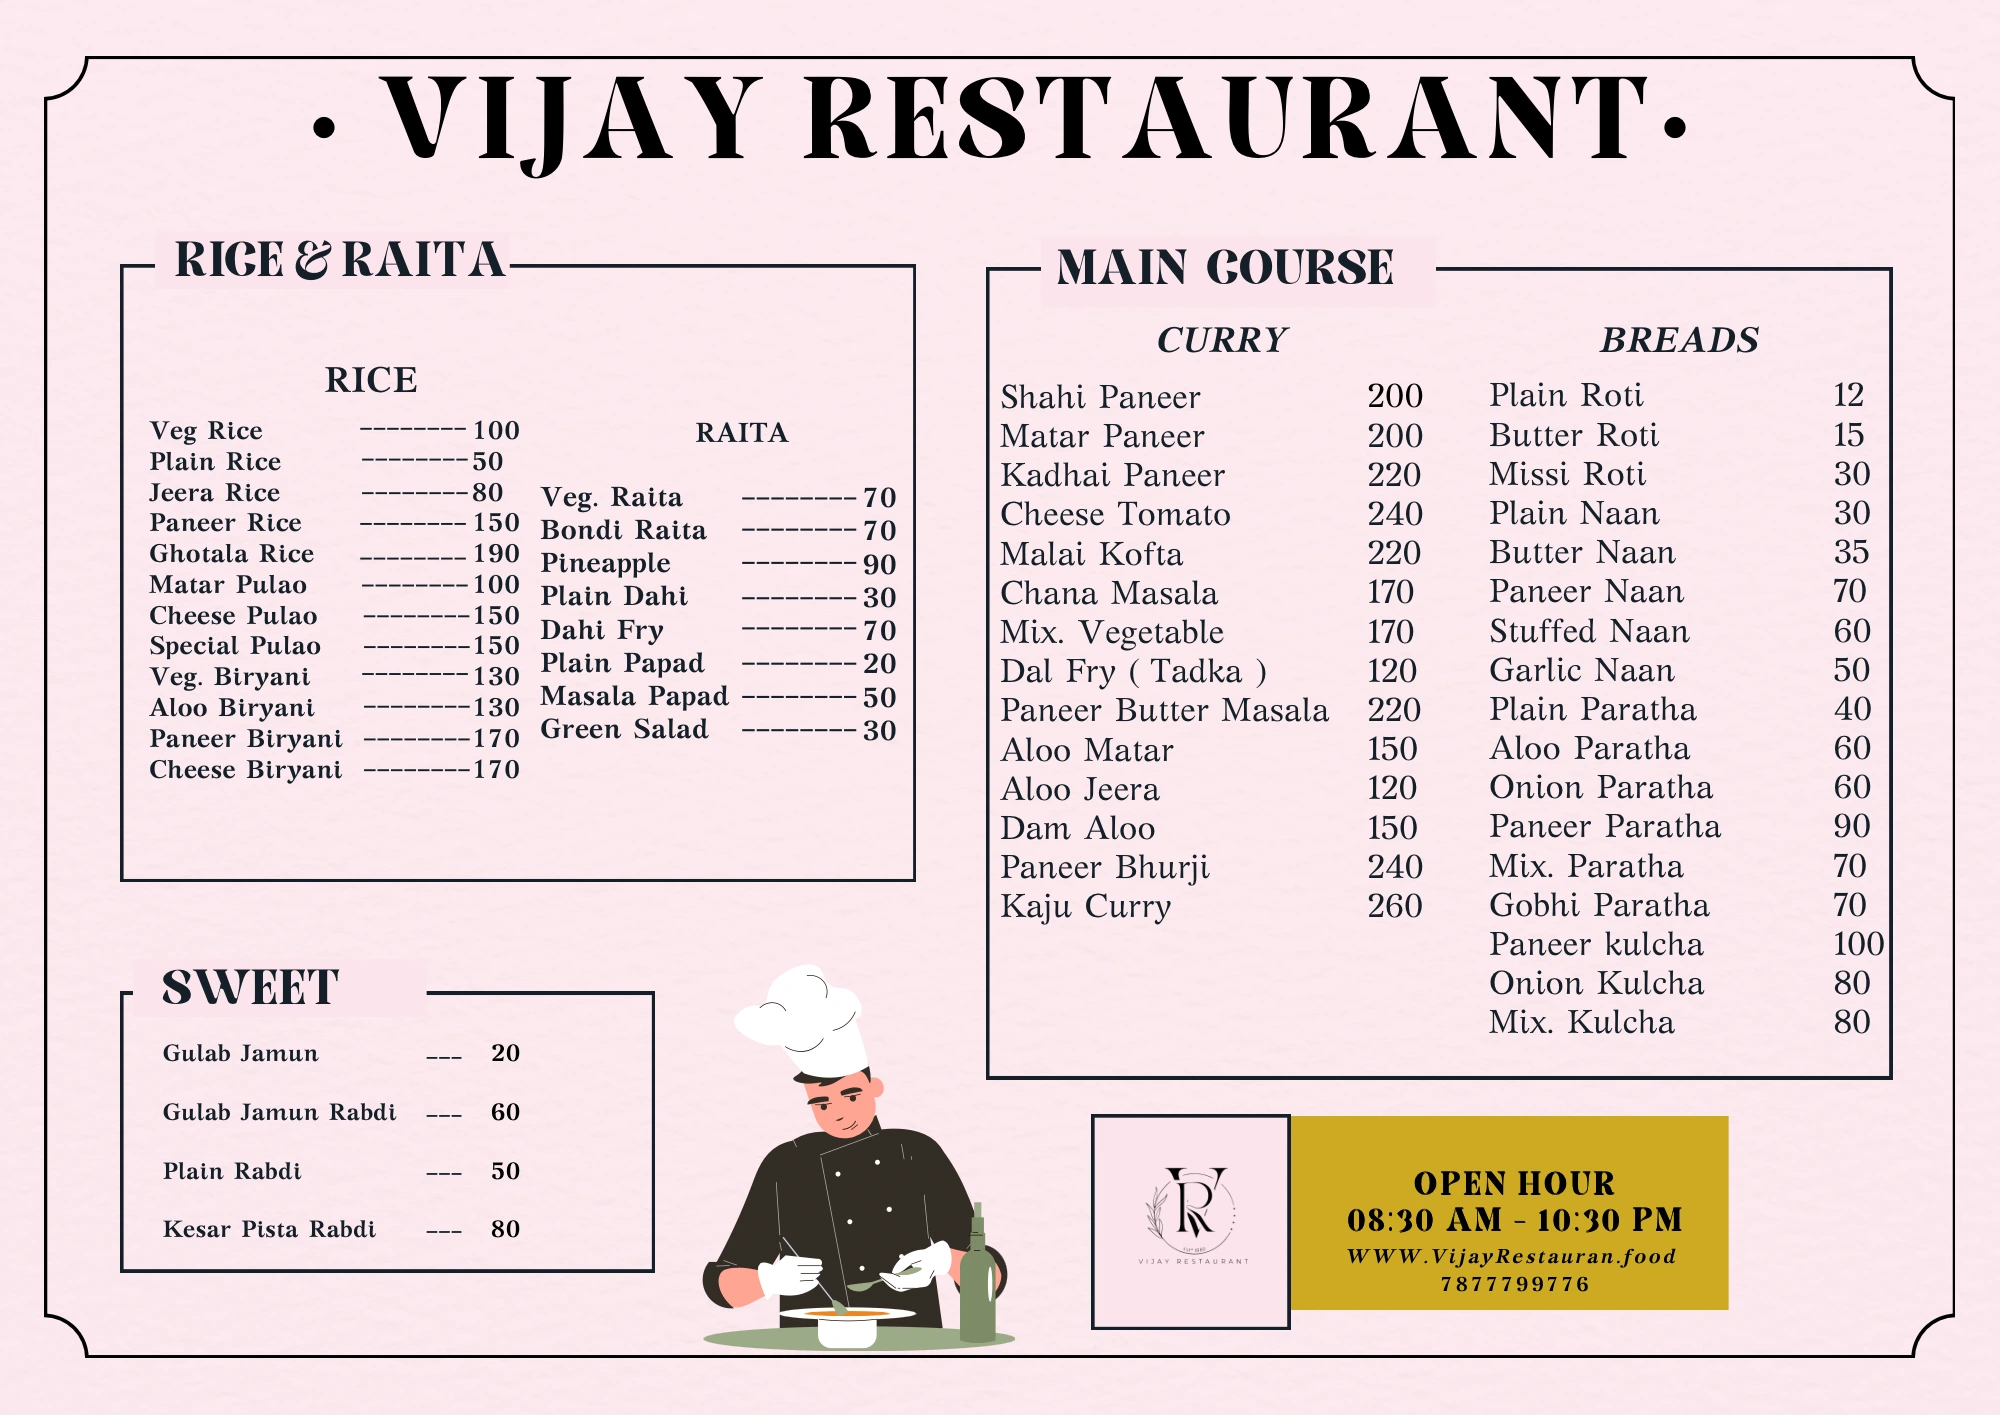 • VIJAY RESTAURANT •
RICE & RAITA
RICE
Veg Rice -------- 100
Plain Rice -------- 50
Jeera Rice -------- 80
Paneer Rice -------- 150
Ghotala Rice -------- 190
Matar Pulao -------- 100
Cheese Pulao -------- 150
Special Pulao -------- 150
Veg. Biryani -------- 130
Aloo Biryani -------- 130
Paneer Biryani -------- 170
Cheese Biryani -------- 170
RAITA
Veg. Raita -------- 70
Bondi Raita -------- 70
Pineapple -------- 90
Plain Dahi -------- 30
Dahi Fry -------- 70
Plain Papad -------- 20
Masala Papad -------- 50
Green Salad -------- 30
SWEET
Gulab Jamun --- 20
Gulab Jamun Rabdi --- 60
Plain Rabdi --- 50
Kesar Pista Rabdi --- 80
MAIN COURSE
CURRY
Shahi Paneer 200
Matar Paneer 200
Kadhai Paneer 220
Cheese Tomato 240
Malai Kofta 220
Chana Masala 170
Mix. Vegetable 170
Dal Fry ( Tadka ) 120
Paneer Butter Masala 220
Aloo Matar 150
Aloo Jeera 120
Dam Aloo 150
Paneer Bhurji 240
Kaju Curry 260
BREADS
Plain Roti 12
Butter Roti 15
Missi Roti 30
Plain Naan 30
Butter Naan 35
Paneer Naan 70
Stuffed Naan 60
Garlic Naan 50
Plain Paratha 40
Aloo Paratha 60
Onion Paratha 60
Paneer Paratha 90
Mix. Paratha 70
Gobhi Paratha 70
Paneer kulcha 100
Onion Kulcha 80
Mix. Kulcha 80
VR
VIJAY RESTAURANT
OPEN HOUR
08:30 AM - 10:30 PM
WWW.VijayRestauran.food
7877799776